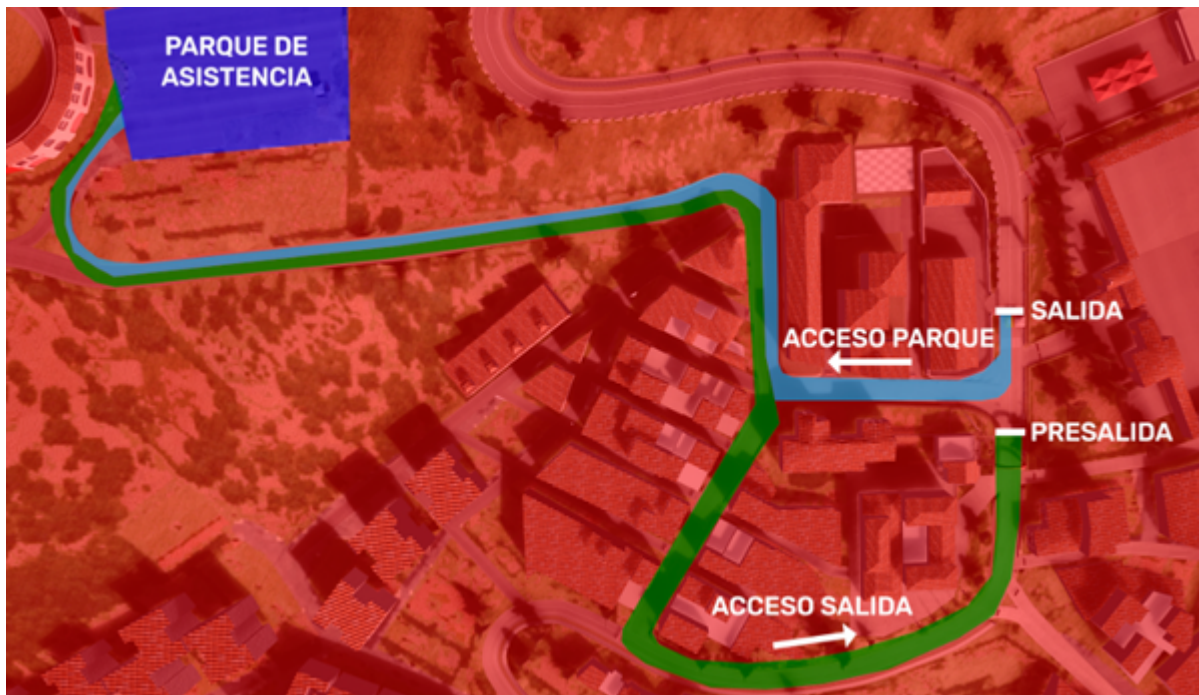 PARQUE DE
ASISTENCIA
SALIDA
ACCESO PARQUE
PRESALIDA
ACCESO SALIDA